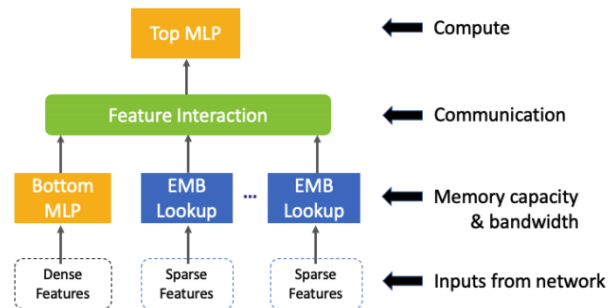 Top MLP
Compute
Feature Interaction
Communication
Bottom
MLP
EMB
Lookup
...
EMB
Lookup
Memory capacity
& bandwidth
Dense
Features
Sparse
Features
Sparse
Features
Inputs from network